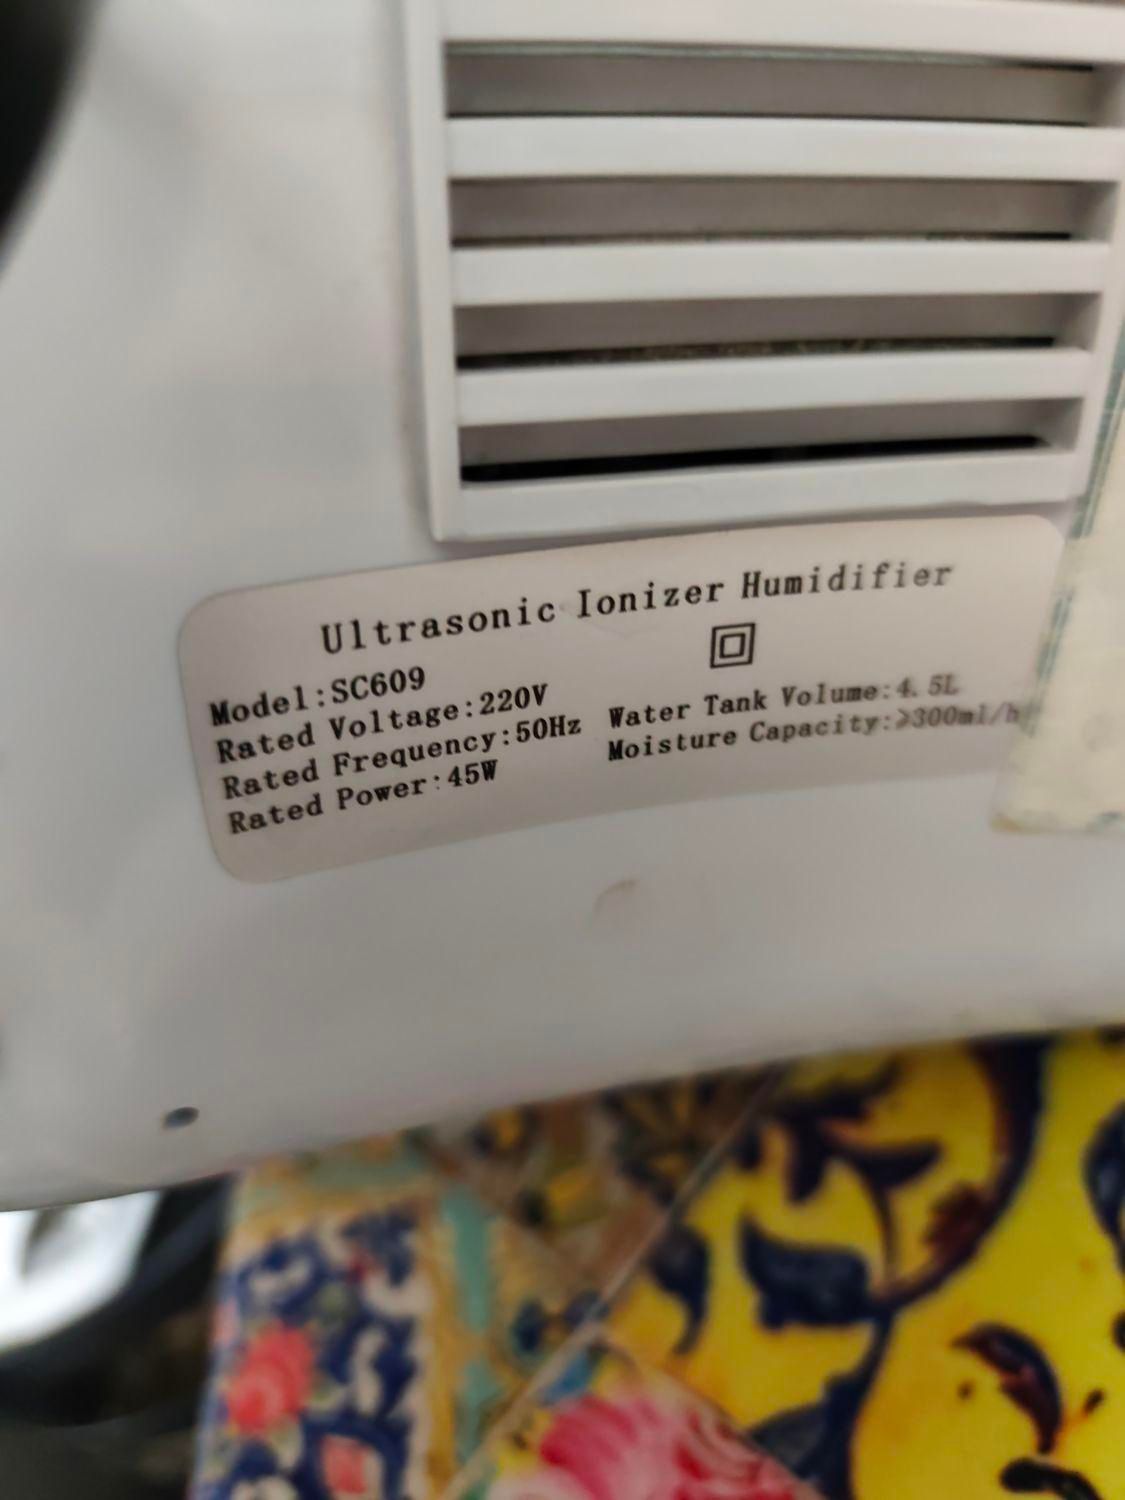 Ultrasonic Ionizer Humidifier
Model:SC609
Rated Voltage:220V
Rated Frequency:50Hz
Rated Power:45W
Water Tank Volume:4.5L
Moisture Capacity:≥300ml/h